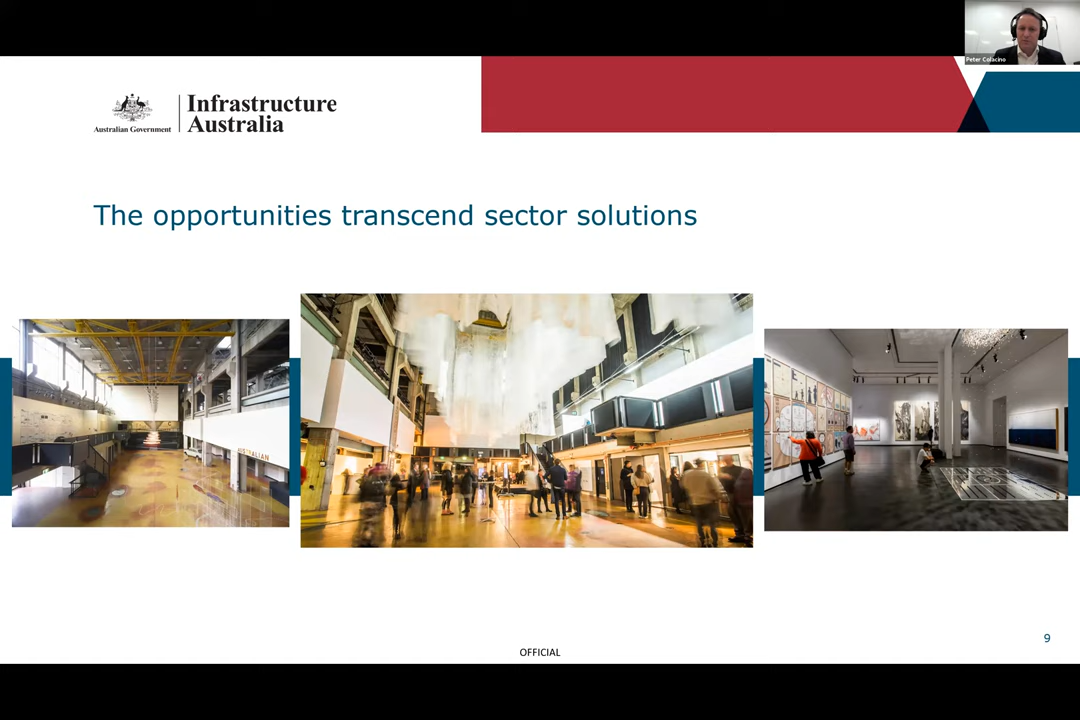 Peter Colacino
Australian Government
Infrastructure
Australia
The opportunities transcend sector solutions
9
OFFICIAL